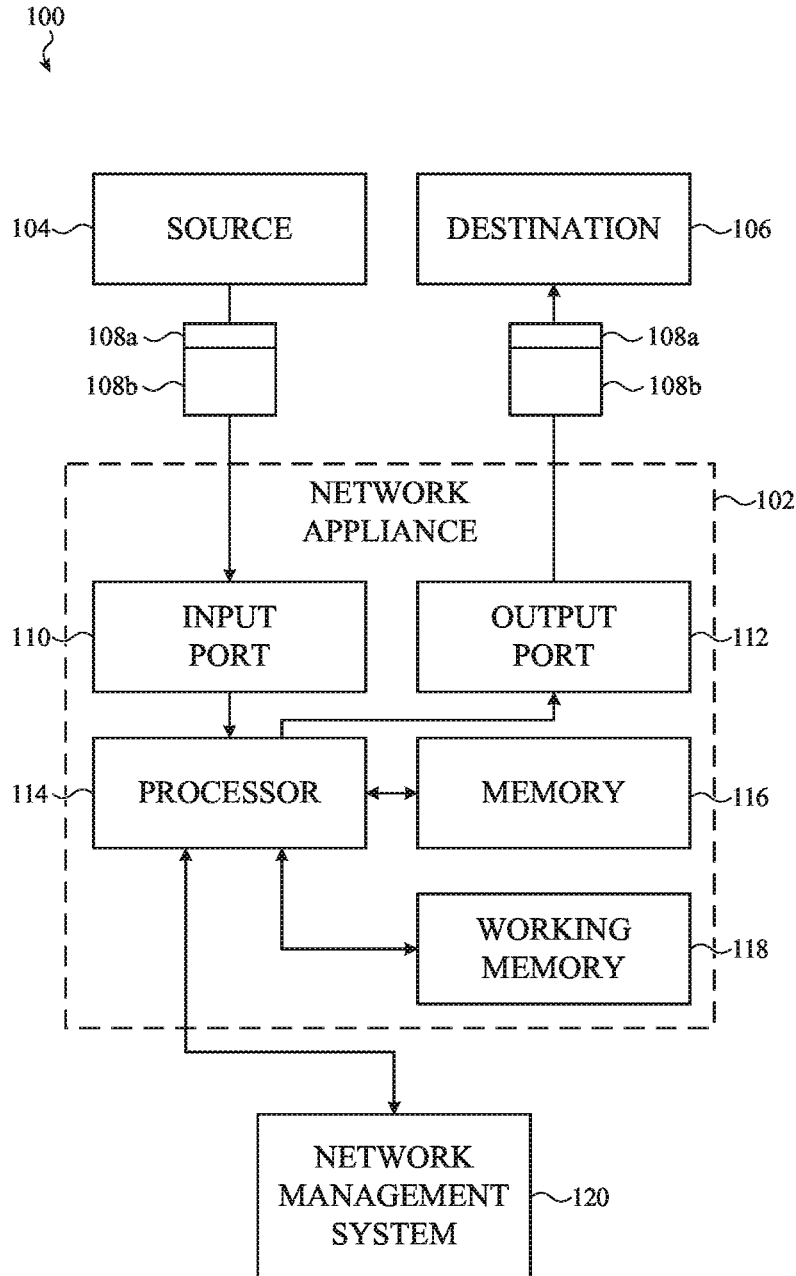 100
104
SOURCE
DESTINATION
106
108a
108b
108a
108b
NETWORK
APPLIANCE
102
110
INPUT
PORT
OUTPUT
PORT
112
114
PROCESSOR
MEMORY
116
WORKING
MEMORY
118
NETWORK
MANAGEMENT
SYSTEM
120